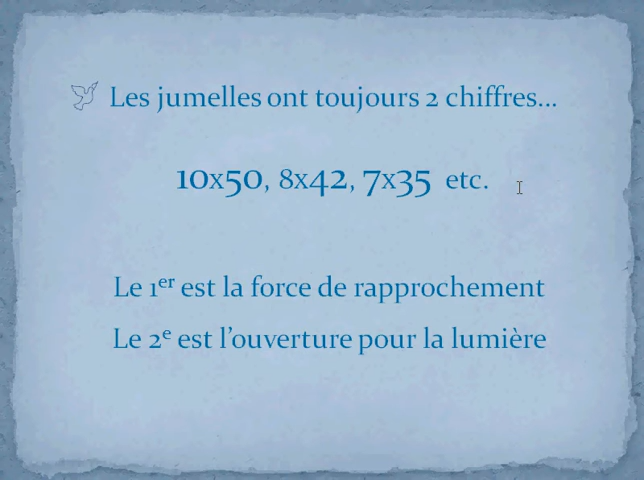 Les jumelles ont toujours 2 chiffres...
10x50, 8x42, 7x35 etc.
Le 1er est la force de rapprochement
Le 2e est l’ouverture pour la lumière